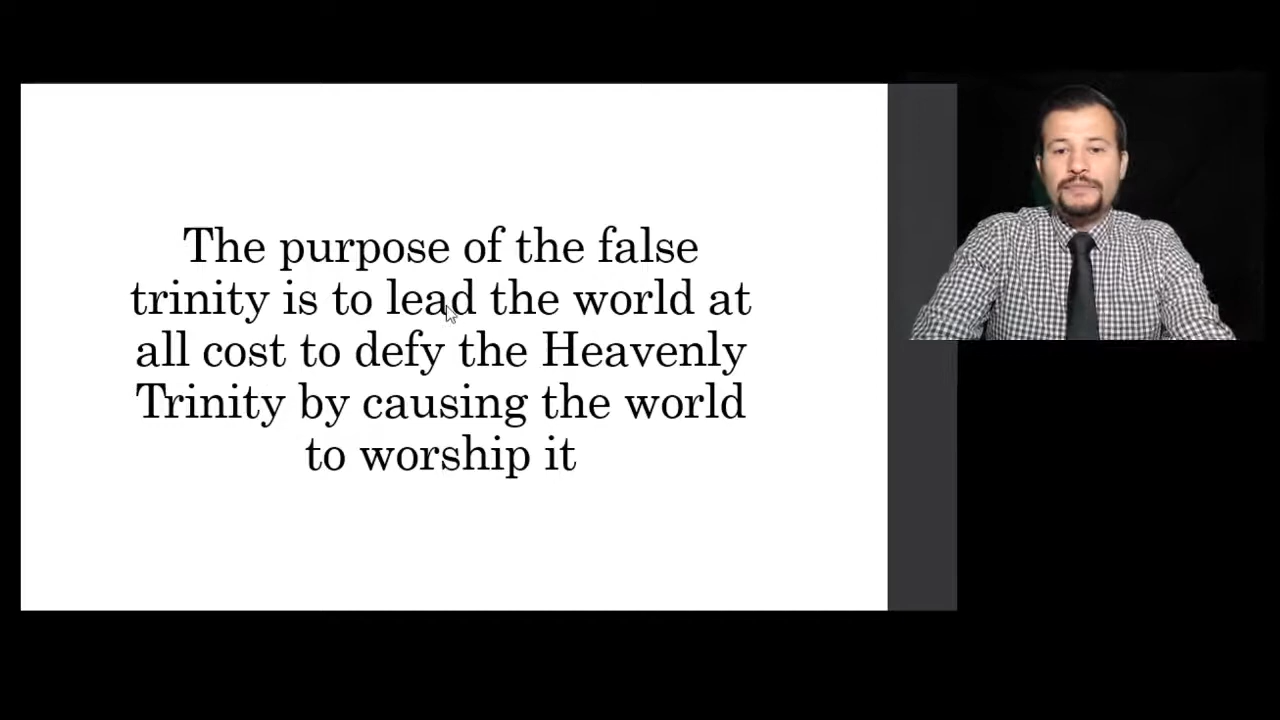 The purpose of the false
trinity is to lead the world at
all cost to defy the Heavenly
Trinity by causing the world
to worship it